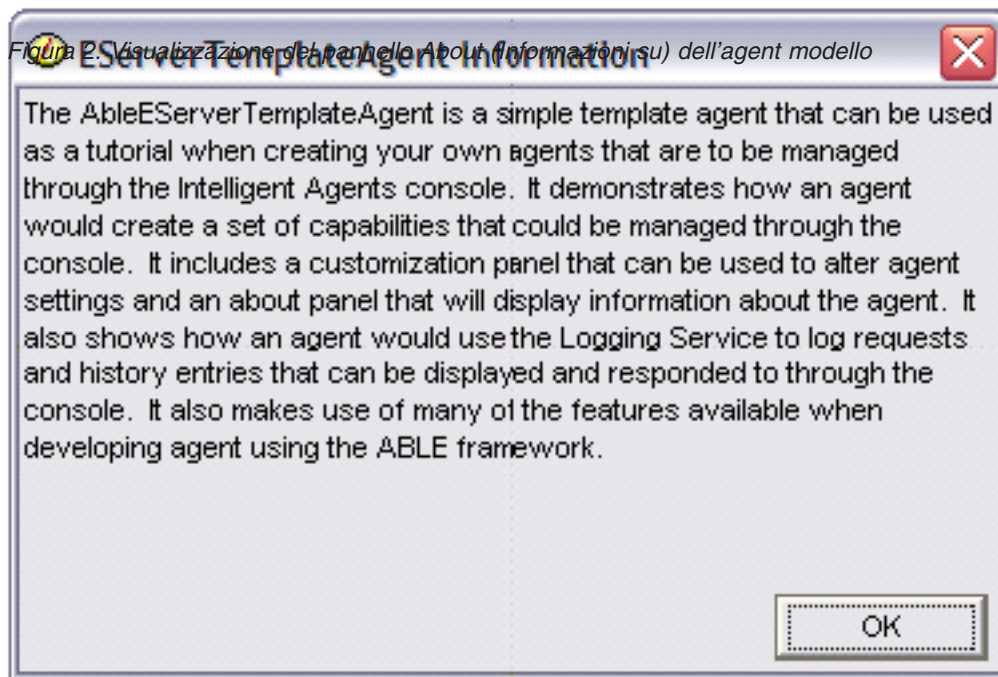 Figura 2. Visualizzazione del pannello About (Informazioni su) dell'agent modello
EServerTemplateAgent Information
The AbleEServerTemplateAgent is a simple template agent that can be used
as a tutorial when creating your own agents that are to be managed
through the Intelligent Agents console. It demonstrates how an agent
would create a set of capabilities that could be managed through the
console. It includes a customization panel that can be used to alter agent
settings and an about panel that will display information about the agent. It
also shows how an agent would use the Logging Service to log requests
and history entries that can be displayed and responded to through the
console. It also makes use of many of the features available when
developing agent using the ABLE framework.
OK